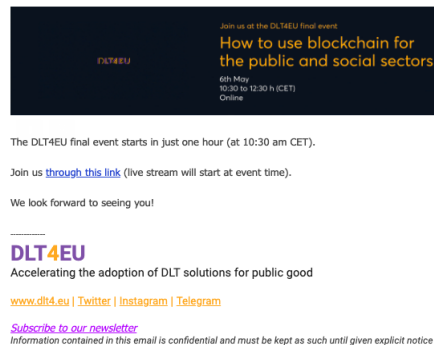 Join us at the DLT4EU final event
How to use blockchain for
the public and social sectors
DLT4EU
6th May
10:30 to 12:30 h (CET)
Online
The DLT4EU final event starts in just one hour (at 10:30 am CET).
Join us through this link (live stream will start at event time).
We look forward to seeing you!
------------
DLT4EU
Accelerating the adoption of DLT solutions for public good
www.dlt4.eu | Twitter | Instagram | Telegram
Subscribe to our newsletter
Information contained in this email is confidential and must be kept as such until given explicit notice